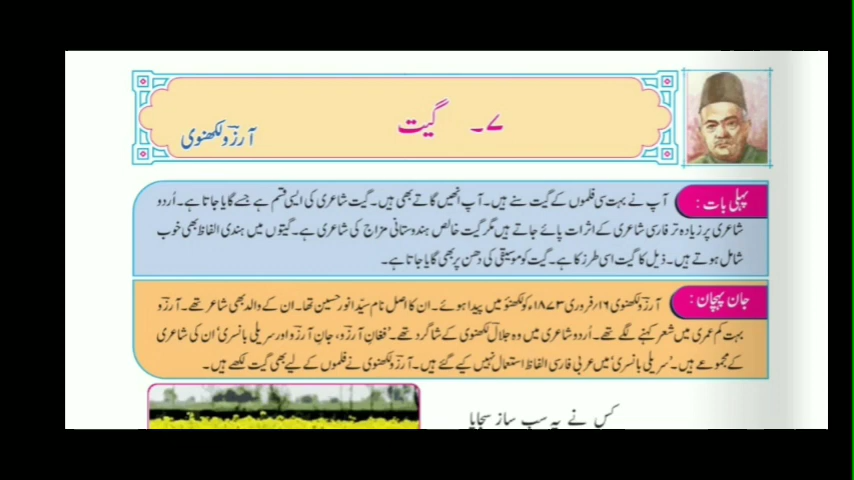 ۷۔ گیت
آرزؔو لکھنوی
پہلی بات : آپ نے بہت سی فلموں کے گیت سنے ہیں۔ آپ انھیں گاتے بھی ہیں۔ گیت شاعری کی ایسی قسم ہے جسے گایا جاتا ہے۔ اُردو
شاعری پر زیادہ تر فارسی شاعری کے اثرات پائے جاتے ہیں مگر گیت خالص ہندوستانی مزاج کی شاعری ہے۔ گیتوں میں ہندی الفاظ بھی خوب
شامل ہوتے ہیں۔ ذیل کا گیت اسی طرز کا ہے۔ گیت کو موسیقی کی دھن پر بھی گایا جاتا ہے۔
جان پہچان : آرزؔو لکھنوی ۱۶؍ فروری ۱۸۷۳ء کو لکھنؤ میں پیدا ہوئے۔ ان کا اصل نام سیّد انور حسین تھا۔ ان کے والد بھی شاعر تھے۔ آرزؔو
بہت کم عمری میں شعر کہنے لگے تھے۔ اُردو شاعری میں وہ جلالؔ لکھنوی کے شاگرد تھے۔ ’فغانِ آرزؔو، جانِ آرزؔو اور سریلی بانسری‘ ان کی شاعری
کے مجموعے ہیں۔ ’سریلی بانسری‘ میں عربی فارسی الفاظ استعمال نہیں کیے گئے ہیں۔ آرزؔو لکھنوی نے فلموں کے لیے بھی گیت لکھے ہیں۔
کس نے یہ سب ساز سجایا